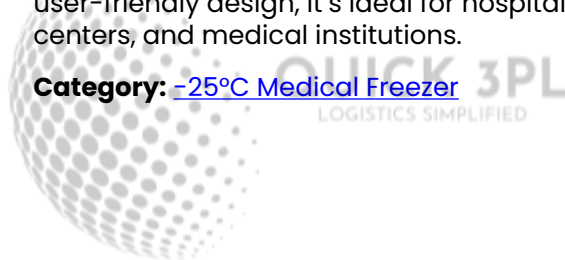 user-friendly design, it's ideal for hospital
centers, and medical institutions.
QUICK 3PL
Category: -25°C Medical Freezer
LOGISTICS SIMPLIFIED